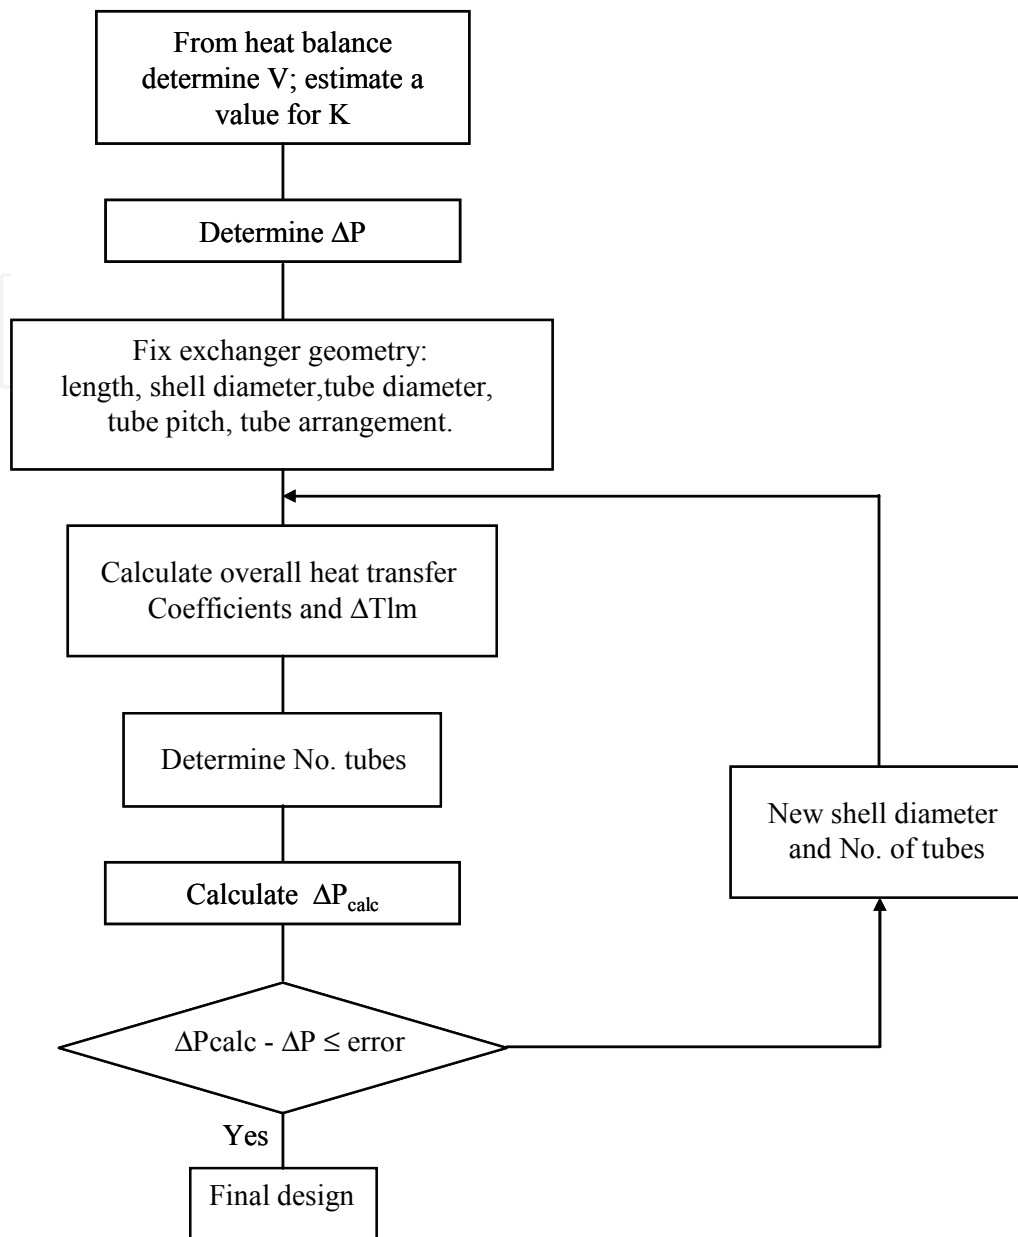 From heat balance
determine V; estimate a
value for K
Determine ΔP
Fix exchanger geometry:
length, shell diameter,tube diameter,
tube pitch, tube arrangement.
Calculate overall heat transfer
Coefficients and ΔTlm
Determine No. tubes
New shell diameter
and No. of tubes
Calculate ΔPcalc
ΔPcalc - ΔP ≤ error
Yes
Final design